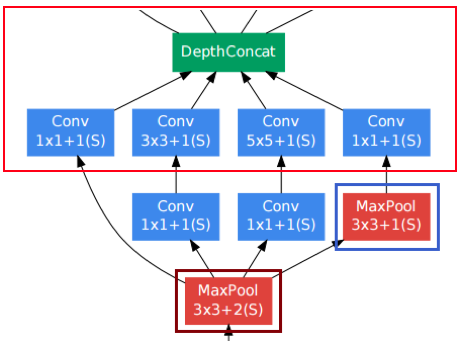 DepthConcat
Conv
1x1+1(S)
Conv
3x3+1(S)
Conv
5x5+1(S)
Conv
1x1+1(S)
Conv
1x1+1(S)
Conv
1x1+1(S)
MaxPool
3x3+1(S)
MaxPool
3x3+2(S)